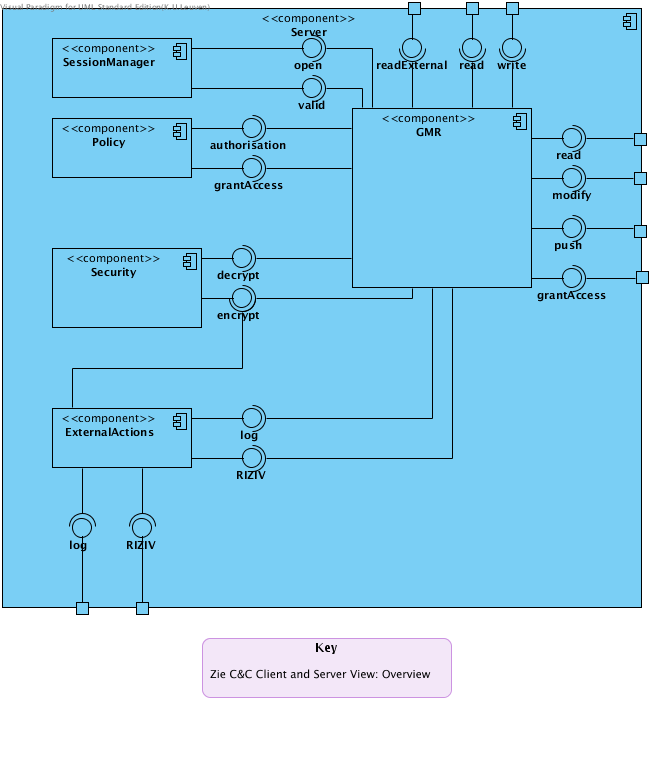 Visual Paradigm for UML Standard Edition(K.U.Leuven)
<<component>>
Server
<<component>>
SessionManager
open
valid
readExternal
read
write
<<component>>
Policy
authorisation
grantAccess
<<component>>
GMR
read
modify
push
grantAccess
<<component>>
Security
decrypt
encrypt
<<component>>
ExternalActions
log
RIZIV
log
RIZIV
Key
Zie C&C Client and Server View: Overview